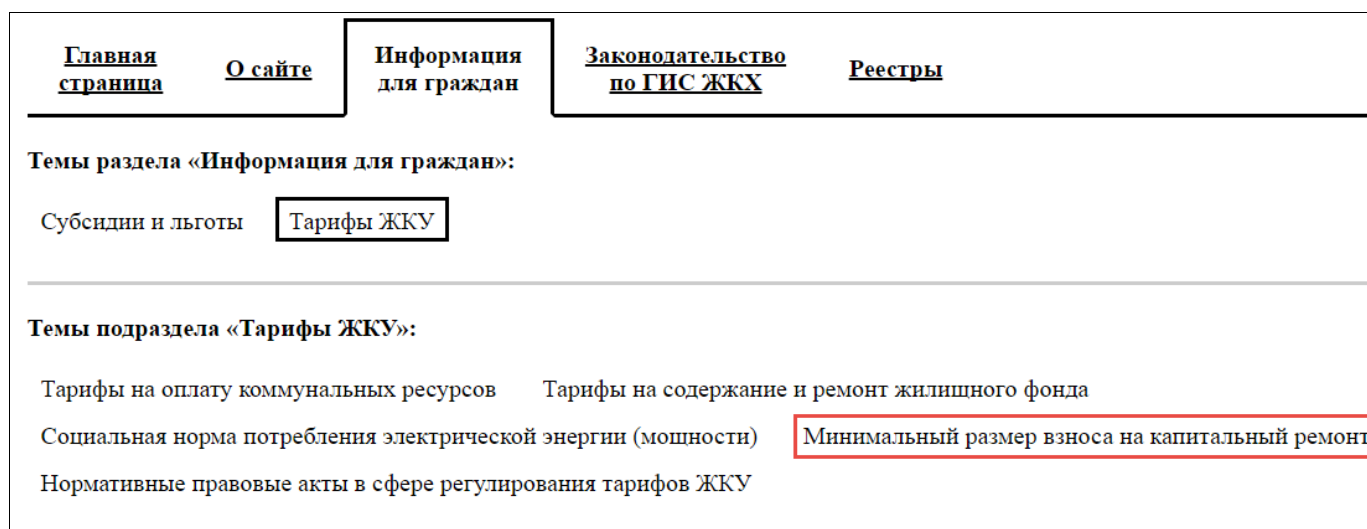 Главная страница
О сайте
Информация для граждан
Законодательство по ГИС ЖКХ
Реестры
Темы раздела «Информация для граждан»:
Субсидии и льготы Тарифы ЖКУ
Темы подраздела «Тарифы ЖКУ»:
Тарифы на оплату коммунальных ресурсов Тарифы на содержание и ремонт жилищного фонда
Социальная норма потребления электрической энергии (мощности) Минимальный размер взноса на капитальный ремонт
Нормативные правовые акты в сфере регулирования тарифов ЖКУ